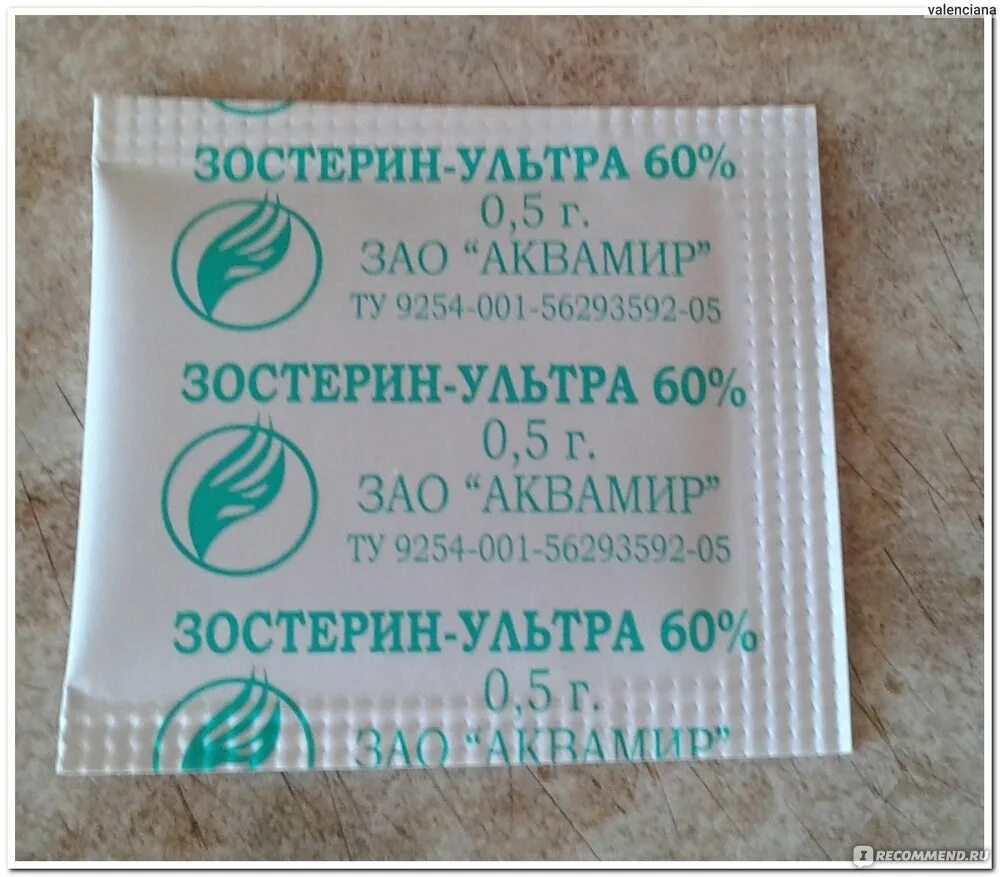 valenciana
ЗОСТЕРИН-УЛЬТРА 60%
0,5 г.
ЗАО “АКВАМИР”
ТУ 9254-001-56293592-05
ЗОСТЕРИН-УЛЬТРА 60%
0,5 г.
ЗАО “АКВАМИР”
ТУ 9254-001-56293592-05
ЗОСТЕРИН-УЛЬТРА 60%
0,5 г.
ЗАО “АКВАМИР”
IRECOMMEND.RU